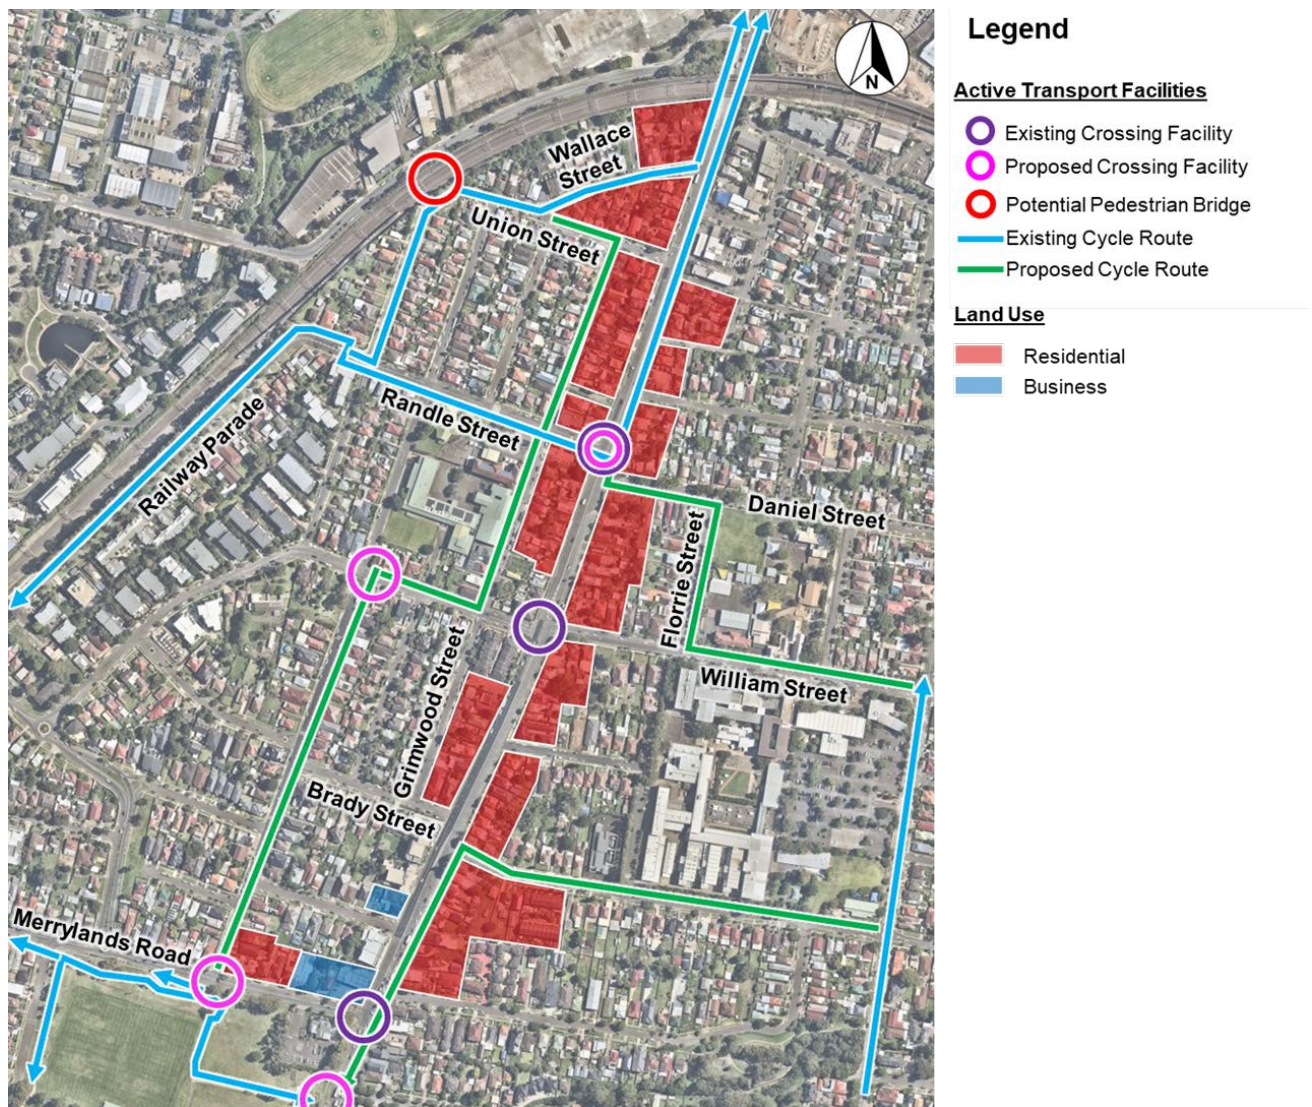 Legend
Active Transport Facilities
Existing Crossing Facility
Proposed Crossing Facility
Potential Pedestrian Bridge
Existing Cycle Route
Proposed Cycle Route
Land Use
Residential
Business
N
Wallace
Street
Union Street
Randle Street
Railway Parade
Daniel Street
Florrie Street
William Street
Grimwood Street
Brady Street
Merrylands Road